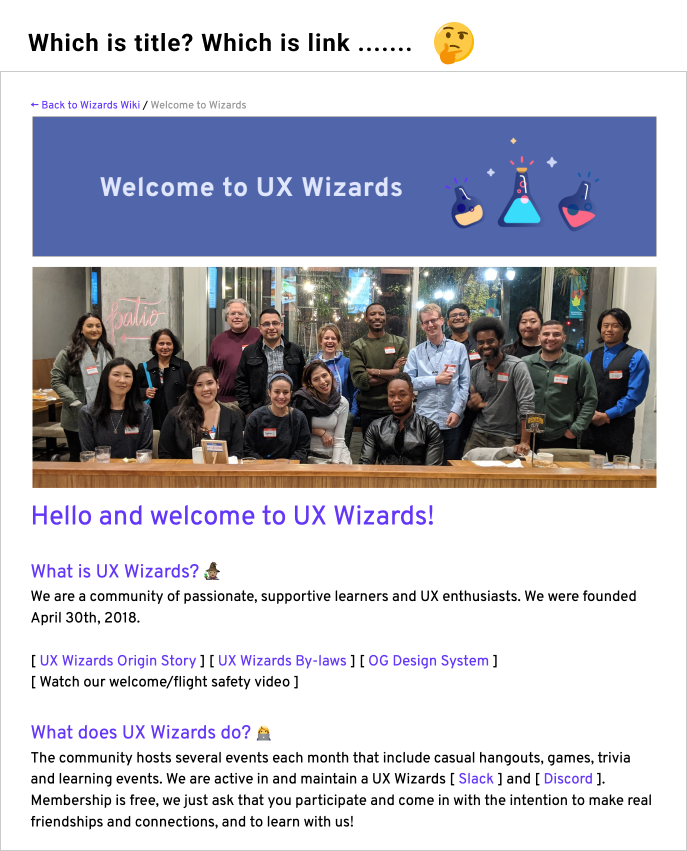 Which is title? Which is link .......
← Back to Wizards Wiki / Welcome to Wizards
Welcome to UX Wizards
Patio
Hello and welcome to UX Wizards!
What is UX Wizards?
We are a community of passionate, supportive learners and UX enthusiasts. We were founded
April 30th, 2018.
[ UX Wizards Origin Story ] [ UX Wizards By-laws ] [ OG Design System ]
[ Watch our welcome/flight safety video ]
What does UX Wizards do?
The community hosts several events each month that include casual hangouts, games, trivia
and learning events. We are active in and maintain a UX Wizards [ Slack ] and [ Discord ].
Membership is free, we just ask that you participate and come in with the intention to make real
friendships and connections, and to learn with us!